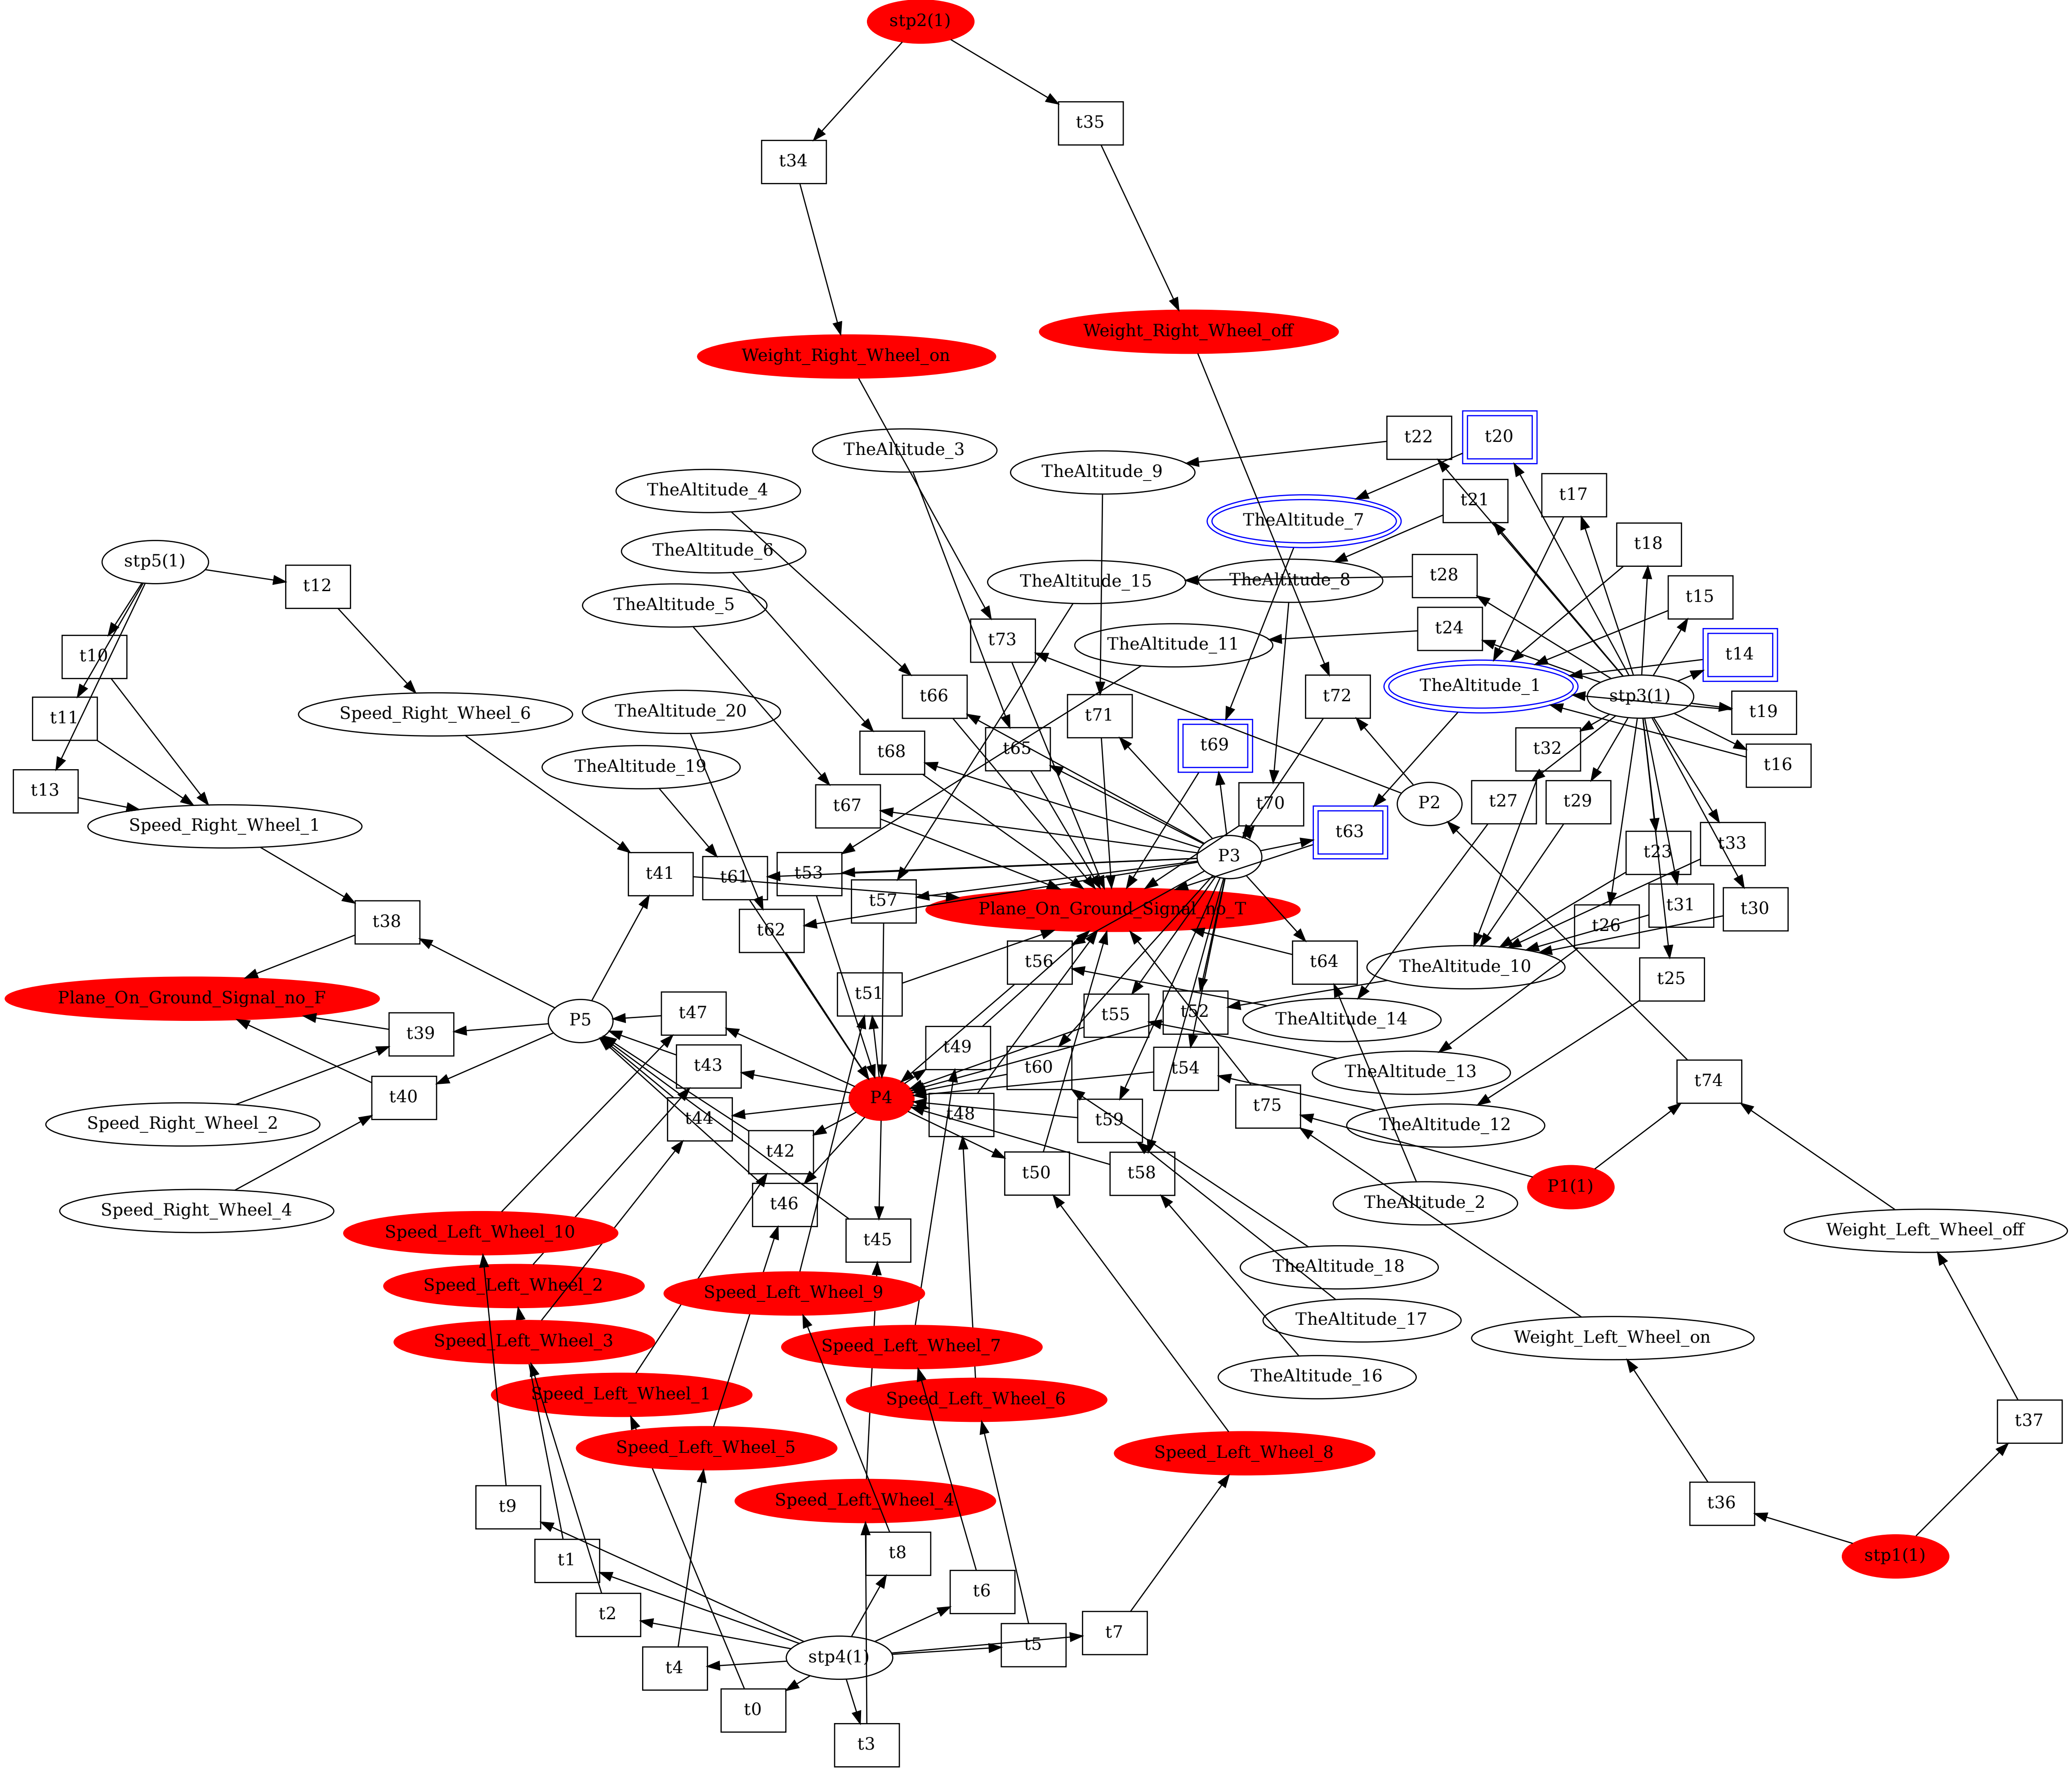 stp2(1)
t35
t34
Weight_Right_Wheel_off
Weight_Right_Wheel_on
t22
t20
TheAltitude_3
TheAltitude_9
TheAltitude_4
t21
t17
TheAltitude_7
t18
TheAltitude_6
stp5(1)
t28
TheAltitude_15
TheAltitude_8
t12
t15
TheAltitude_5
t24
t73
TheAltitude_11
t10
t14
TheAltitude_1
t66
stp3(1)
t72
TheAltitude_20
Speed_Right_Wheel_6
t19
t71
t11
t69
t65
t32
t68
TheAltitude_19
t16
t13
t27
t29
P2
t70
t67
Speed_Right_Wheel_1
t63
t33
t23
P3
t53
t41
t61
t57
t31
Plane_On_Ground_Signal_no_T
t30
t38
t26
t62
t56
t64
TheAltitude_10
t25
t51
Plane_On_Ground_Signal_no_F
t47
t52
t55
P5
TheAltitude_14
t39
t49
t43
t60
t54
TheAltitude_13
t74
t40
P4
t75
t48
t44
t59
Speed_Right_Wheel_2
TheAltitude_12
t42
t50
t58
P1(1)
TheAltitude_2
t46
Speed_Right_Wheel_4
Weight_Left_Wheel_off
Speed_Left_Wheel_10
t45
TheAltitude_18
Speed_Left_Wheel_2
Speed_Left_Wheel_9
TheAltitude_17
Weight_Left_Wheel_on
Speed_Left_Wheel_3
Speed_Left_Wheel_7
TheAltitude_16
Speed_Left_Wheel_1
Speed_Left_Wheel_6
t37
Speed_Left_Wheel_5
Speed_Left_Wheel_8
Speed_Left_Wheel_4
t36
t9
t8
stp1(1)
t1
t6
t2
t7
t5
stp4(1)
t4
t0
t3